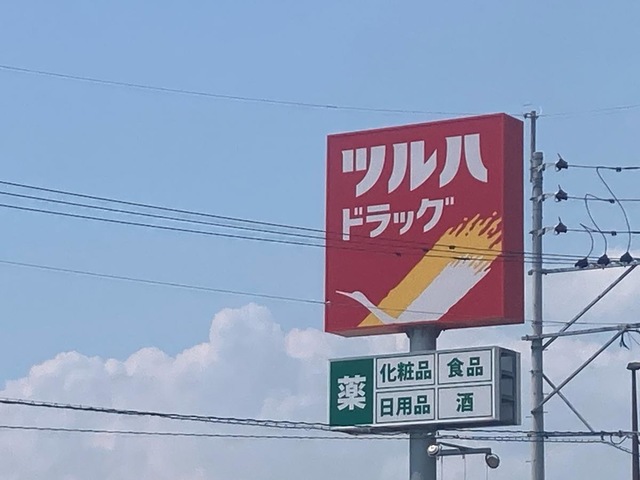 ツルハ
ドラッグ
薬
化粧品 食品
日用品 酒